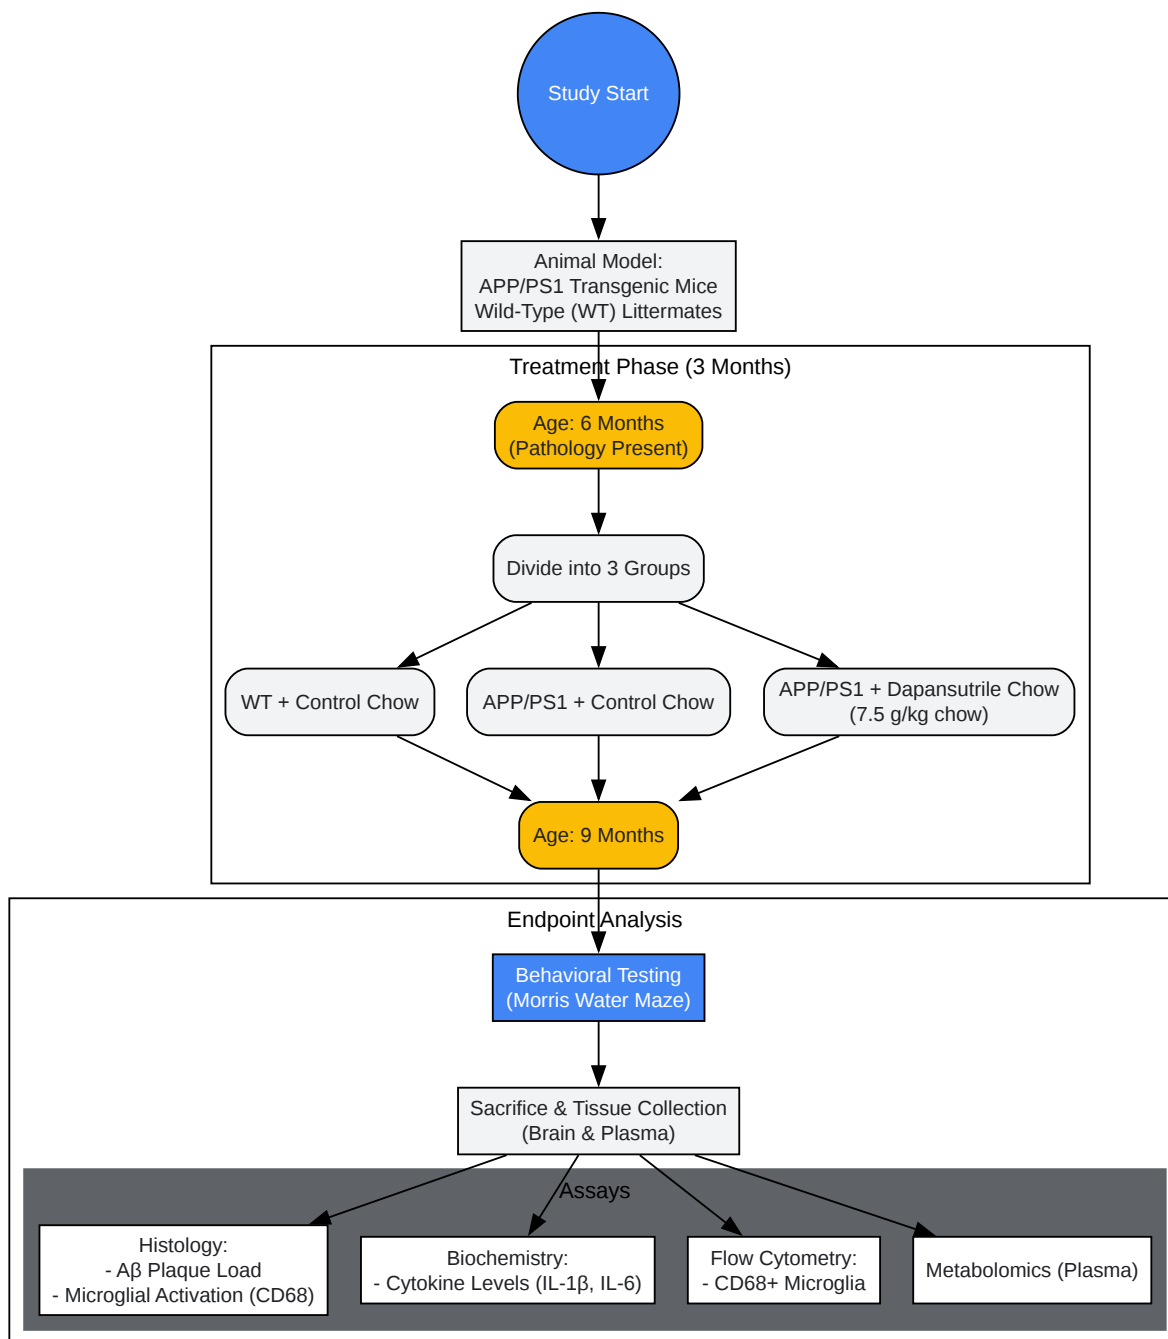 Study Start
Animal Model:
APP/PS1 Transgenic Mice
Wild-Type (WT) Littermates
Treatment Phase (3 Months)
Age: 6 Months
(Pathology Present)
Divide into 3 Groups
WT + Control Chow
APP/PS1 + Control Chow
APP/PS1 + Dapansutrile Chow
(7.5 g/kg chow)
Age: 9 Months
Endpoint Analysis
Behavioral Testing
(Morris Water Maze)
Sacrifice & Tissue Collection
(Brain & Plasma)
Assays
Histology:
- Aβ Plaque Load
- Microglial Activation (CD68)
Biochemistry:
- Cytokine Levels (IL-1β, IL-6)
Flow Cytometry:
- CD68+ Microglia
Metabolomics (Plasma)